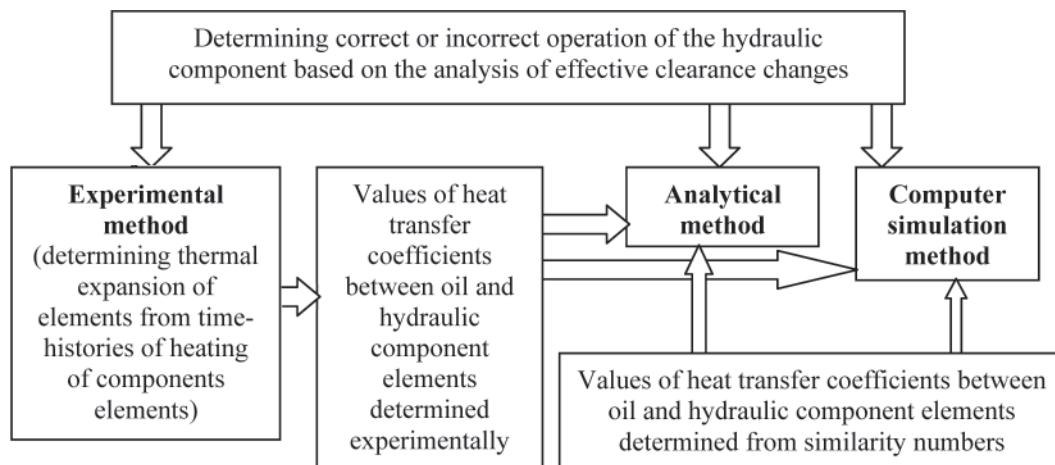 Determining correct or incorrect operation of the hydraulic
component based on the analysis of effective clearance changes
Experimental
method
(determining thermal
expansion of
elements from time-
histories of heating
of components
elements)
Values of heat
transfer
coefficients
between oil and
hydraulic
component
elements
determined
experimentally
Analytical
method
Computer
simulation
method
Values of heat transfer coefficients between
oil and hydraulic component elements
determined from similarity numbers